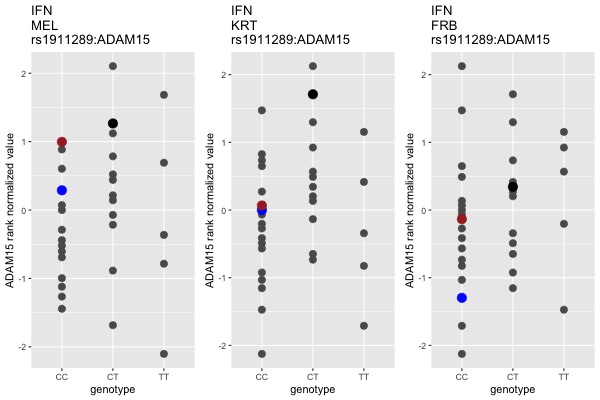 IFN
MEL
rs1911289:ADAM15
ADAM15 rank normalized value
2
1
0
-1
-2
CC
CT
TT
genotype
IFN
KRT
rs1911289:ADAM15
ADAM15 rank normalized value
2
1
0
-1
-2
CC
CT
TT
genotype
IFN
FRB
rs1911289:ADAM15
ADAM15 rank normalized value
2
1
0
-1
-2
CC
CT
TT
genotype